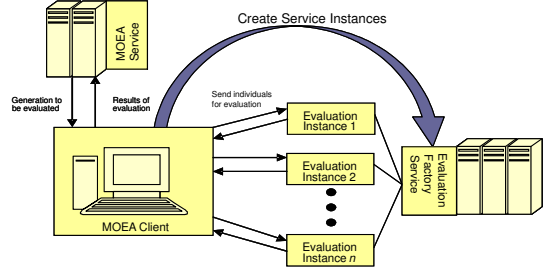 Create Service Instances
MOEA
Service
Generation to
be evaluated
Results of
evaluation
Send individuals
for evaluation
Evaluation
Instance 1
Evaluation
Instance 2
Evaluation
Instance n
Evaluation
Factory
Service
MOEA Client